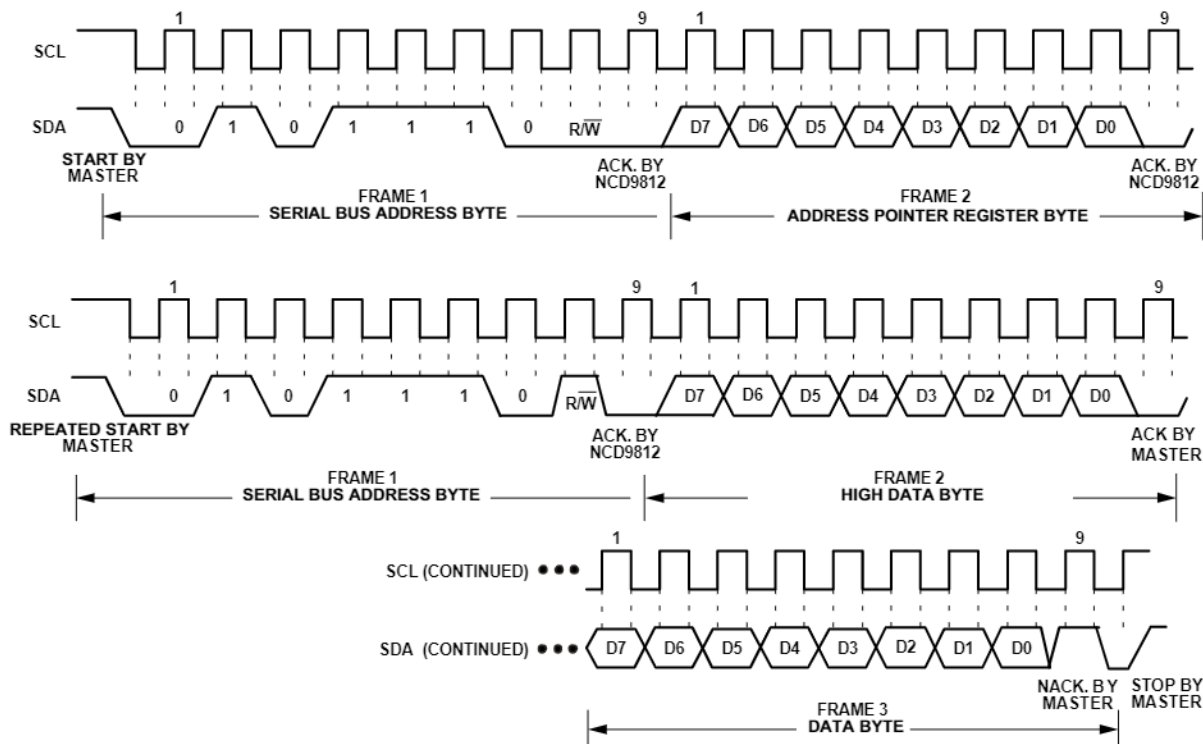 1 9 1 9
SCL
SDA 0 1 0 1 1 1 0 R/W̅ D7 D6 D5 D4 D3 D2 D1 D0
START BY
MASTER
ACK. BY
NCD9812
ACK. BY
NCD9812
FRAME 1
SERIAL BUS ADDRESS BYTE
FRAME 2
ADDRESS POINTER REGISTER BYTE
1 9 1 9
SCL
SDA 0 1 0 1 1 1 0 R/W̅ D7 D6 D5 D4 D3 D2 D1 D0
REPEATED START BY
MASTER
ACK. BY
NCD9812
ACK BY
MASTER
FRAME 1
SERIAL BUS ADDRESS BYTE
FRAME 2
HIGH DATA BYTE
1 9
SCL (CONTINUED)
SDA (CONTINUED) D7 D6 D5 D4 D3 D2 D1 D0
NACK. BY
MASTER
STOP BY
MASTER
FRAME 3
DATA BYTE